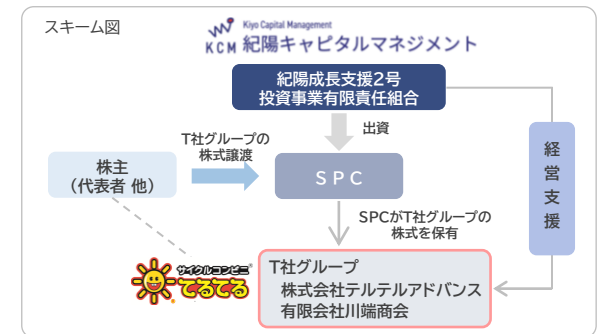 スキーム図
Kiyo Capital Management
KCM 紀陽キャピタルマネジメント
紀陽成長支援2号
投資事業有限責任組合
出資
T社グループの
株式譲渡
株主
(代表者 他)
SPC
経営支援
SPCがT社グループの
株式を保有
サイクルコンビニ
てるてる
T社グループ
株式会社テルテルアドバンス
有限会社川端商会